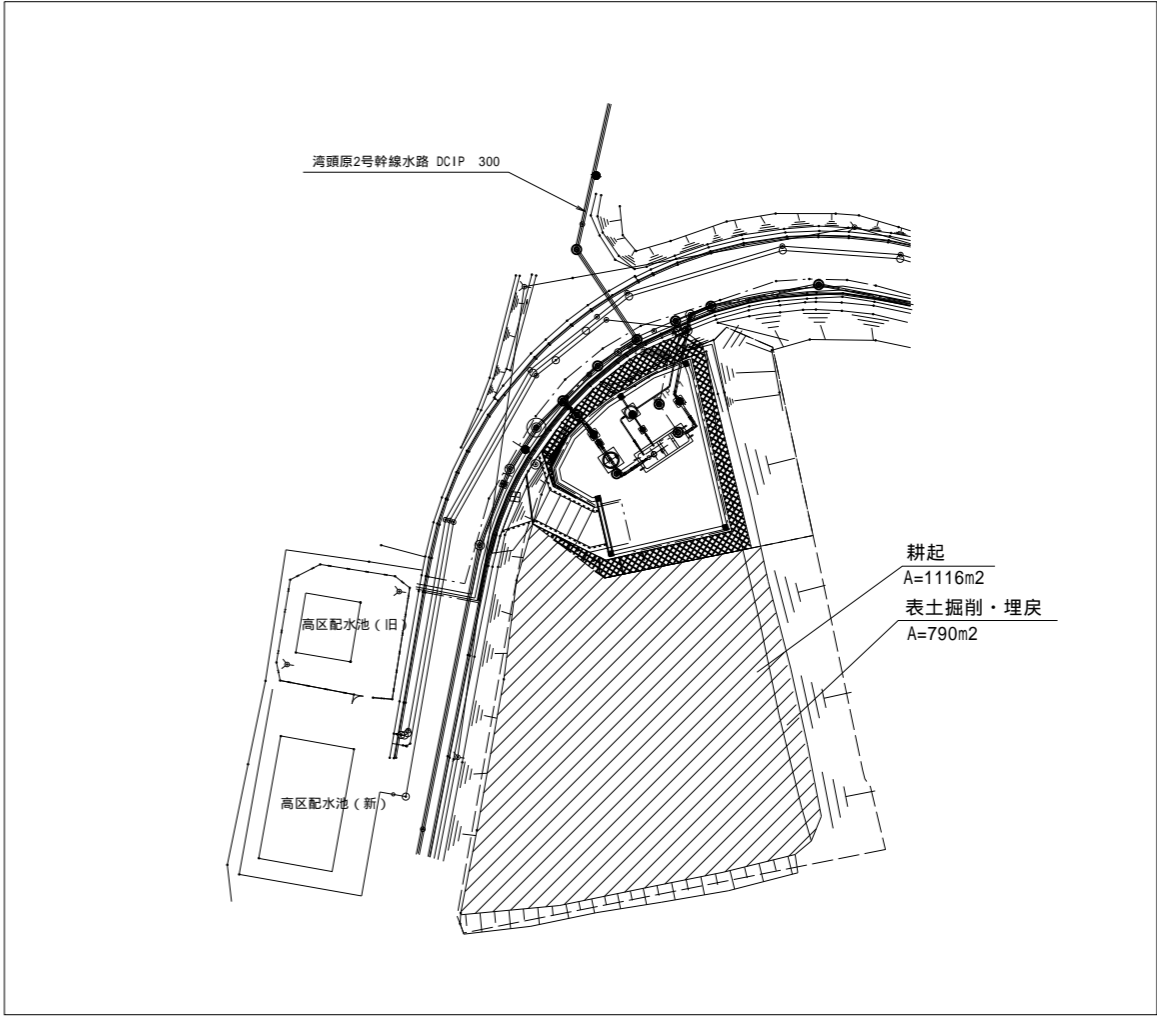 湾頭原2号幹線水路 DCIP 300
耕起
A=1116m2
表土掘削・埋戻
A=790m2
高区配水池(旧)
高区配水池(新)